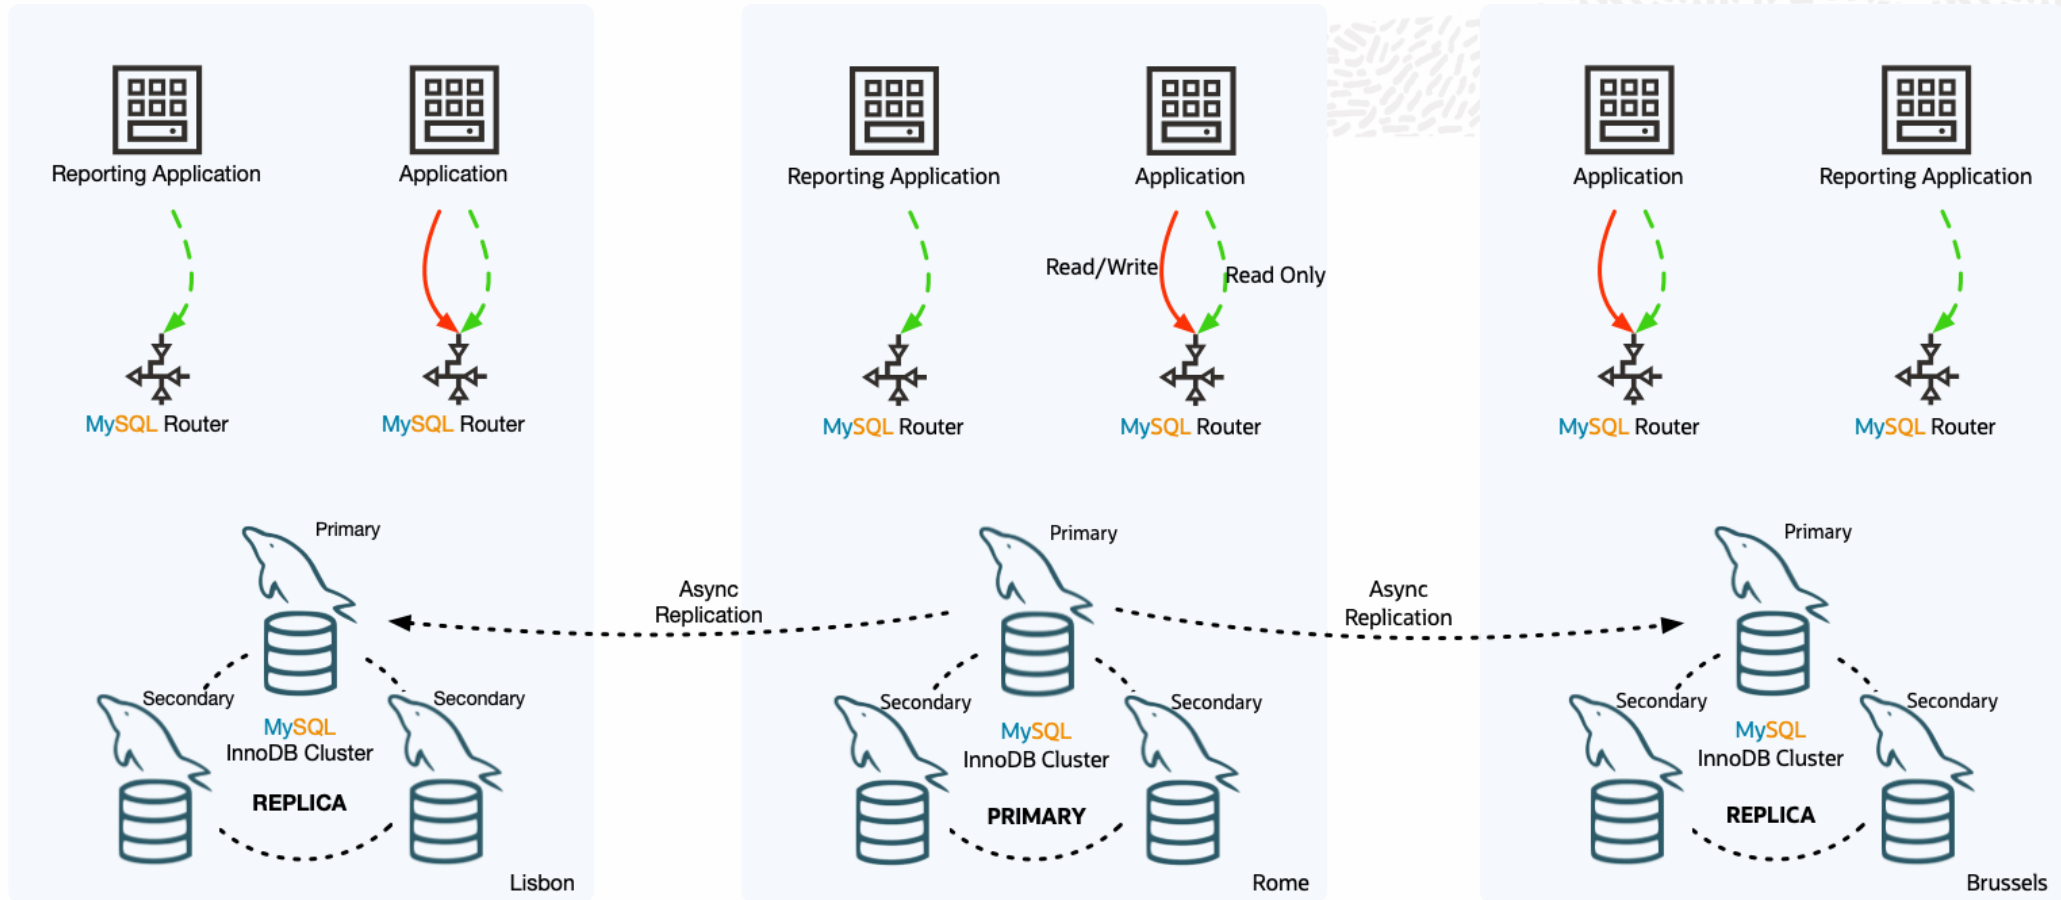 Reporting Application
Application
MySQL Router
MySQL Router
Primary
Secondary
Secondary
MySQL
InnoDB Cluster
REPLICA
Lisbon
Async
Replication
Reporting Application
Application
Read/Write
Read Only
MySQL Router
MySQL Router
Primary
Secondary
Secondary
MySQL
InnoDB Cluster
PRIMARY
Rome
Async
Replication
Application
Reporting Application
MySQL Router
MySQL Router
Primary
Secondary
Secondary
MySQL
InnoDB Cluster
REPLICA
Brussels